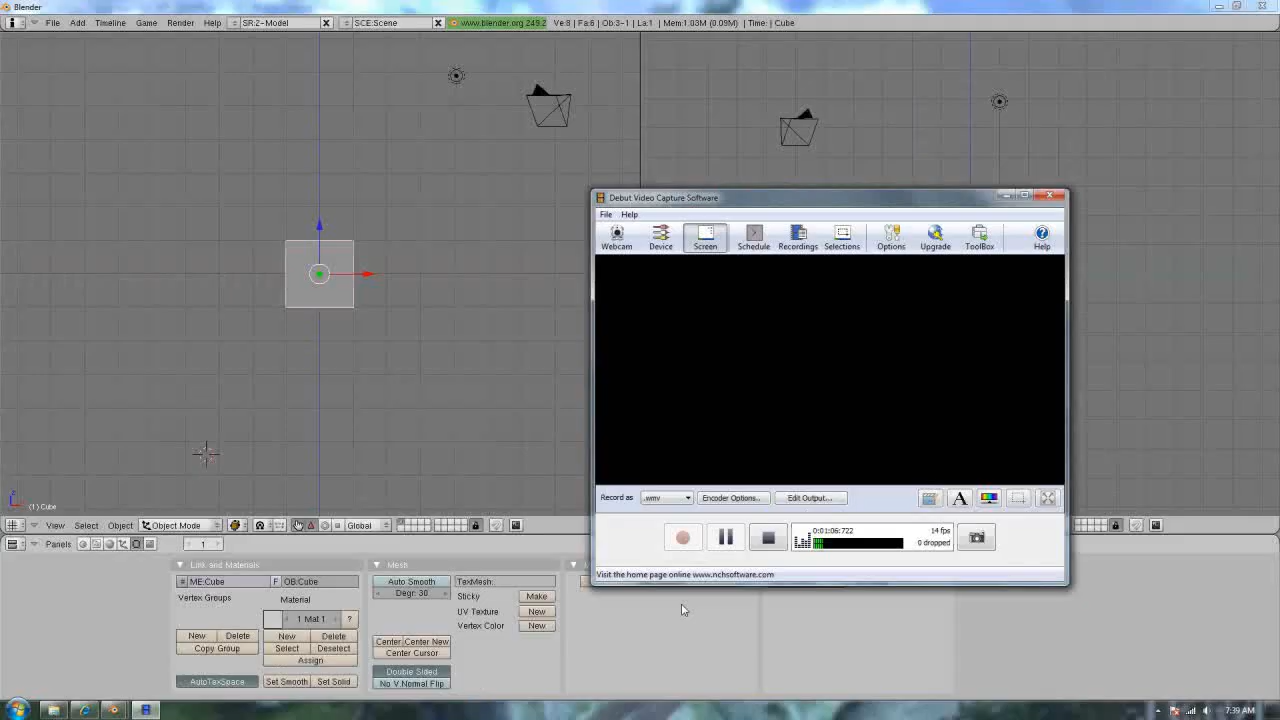 Blender
File Add Timeline Game Render Help SR:2-Model SCE:Scene www.blender.org 249.2 Ve:8 | Fa:6 | Ob:3-1 | La:1 | Mem:1.03M (0.09M) | Time: | Cube
Debut Video Capture Software
File Help
Webcam Device Screen Schedule Recordings Selections Options Upgrade ToolBox Help
Record as .wmv Encoder Options.. Edit Output...
0:01:06:722 14 fps
0 dropped
Visit the home page online www.nchsoftware.com
z
(1) Cube
View Select Object Object Mode Global
Panels 1
Link and Materials
ME:Cube F OB:Cube
Vertex Groups Material
1 Mat 1 ?
New Delete New Delete
Copy Group Select Deselect
Assign
AutoTexSpace Set Smooth Set Solid
Mesh
Auto Smooth TexMesh:
Degr: 30 Sticky Make
UV Texture New
Vertex Color New
Center Center New
Center Cursor
Double Sided
No V.Normal Flip
7:39 AM